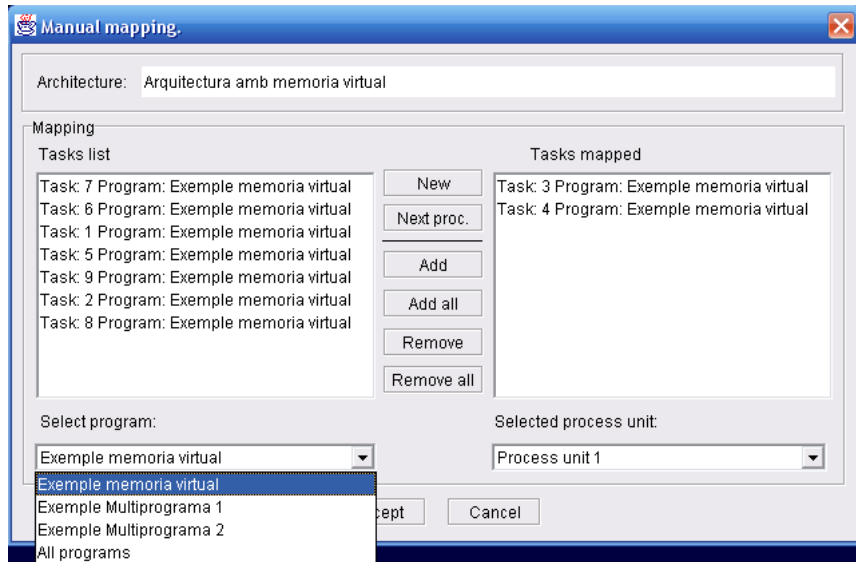 Manual mapping.
Architecture: Arquitectura amb memoria virtual
Mapping
Tasks list
Task: 7 Program: Exemple memoria virtual
Task: 6 Program: Exemple memoria virtual
Task: 1 Program: Exemple memoria virtual
Task: 5 Program: Exemple memoria virtual
Task: 9 Program: Exemple memoria virtual
Task: 2 Program: Exemple memoria virtual
Task: 8 Program: Exemple memoria virtual
New
Next proc.
Add
Add all
Remove
Remove all
Tasks mapped
Task: 3 Program: Exemple memoria virtual
Task: 4 Program: Exemple memoria virtual
Select program:
Exemple memoria virtual
Exemple memoria virtual
Exemple Multiprograma 1
Exemple Multiprograma 2
All programs
Selected process unit:
Process unit 1
cept
Cancel